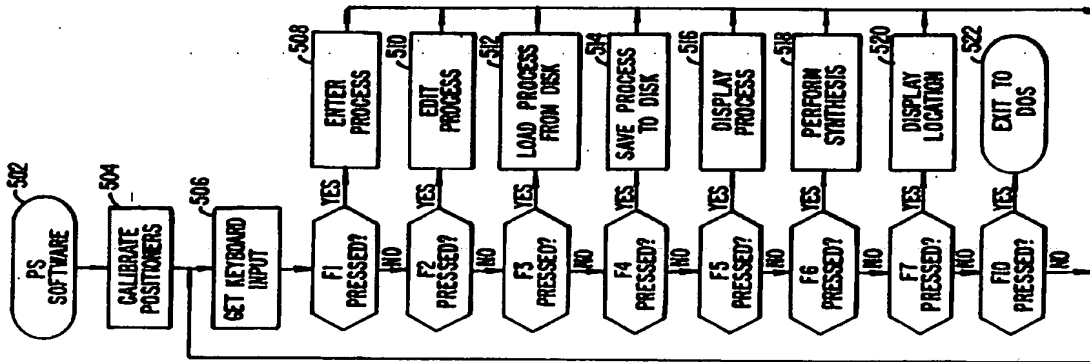 502
PS
SOFTWARE
504
CALIBRATE
POSITIONERS
506
GET KEYBOARD
INPUT
F1
PRESSED?
YES
NO
508
ENTER
PROCESS
F2
PRESSED?
YES
NO
510
EDIT
PROCESS
F3
PRESSED?
YES
NO
512
LOAD PROCESS
FROM DISK
F4
PRESSED?
YES
NO
514
SAVE PROCESS
TO DISK
F5
PRESSED?
YES
NO
516
DISPLAY
PROCESS
F6
PRESSED?
YES
NO
518
PERFORM
SYNTHESIS
F7
PRESSED?
YES
NO
520
DISPLAY
LOCATION
F10
PRESSED?
YES
NO
522
EXIT TO
DOS